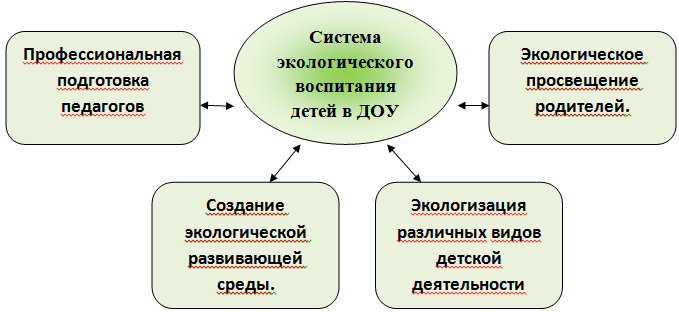 Профессиональная
подготовка
педагогов
Система
экологического
воспитания
детей в ДОУ
Экологическое
просвещение
родителей.
Создание
экологической
развивающей
среды.
Экологизация
различных видов
детской
деятельности